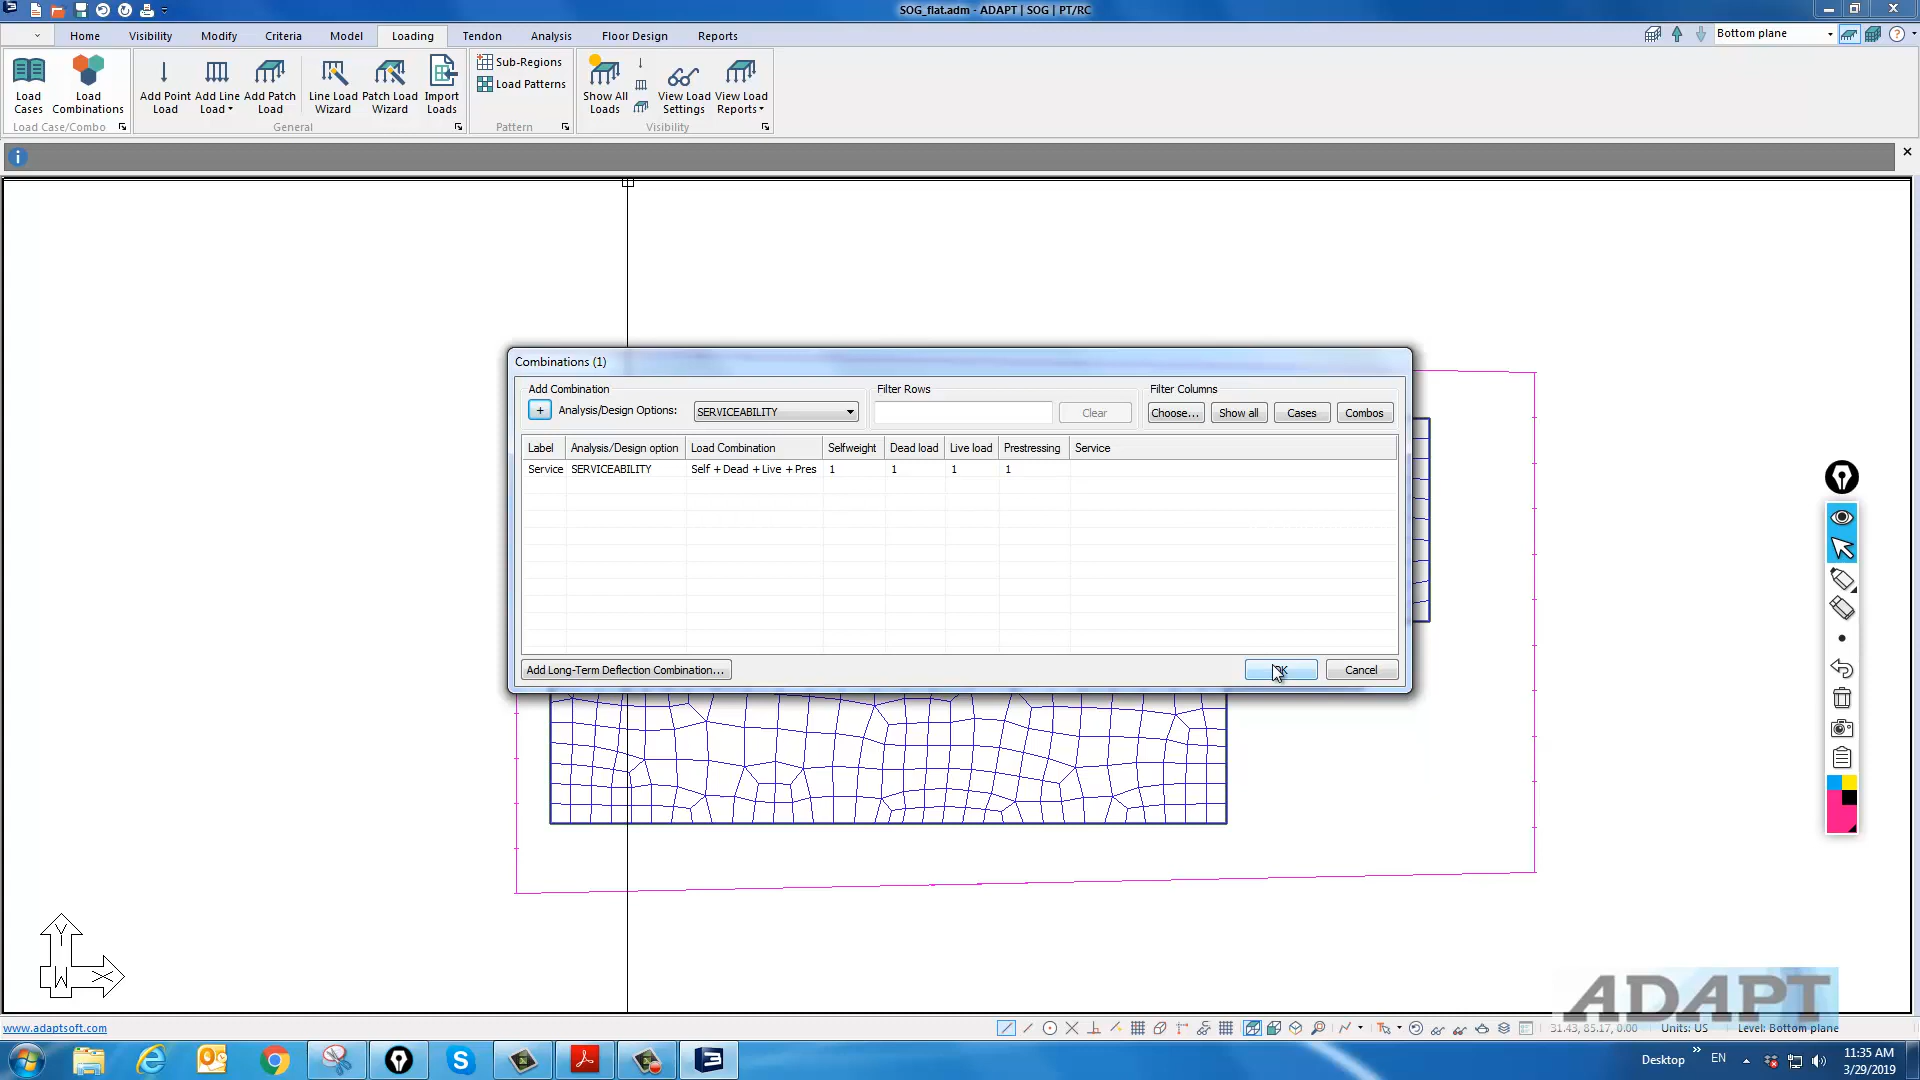 SOG_flat.adm - ADAPT | SOG | PT/RC
Home Visibility Modify Criteria Model Loading Tendon Analysis Floor Design Reports
Bottom plane
Load Cases
Load Combinations
Load Case/Combo
Add Point Load
Add Line Load
Add Patch Load
Line Load Wizard
Patch Load Wizard
Import Loads
General
Sub-Regions
Load Patterns
Pattern
Show All Loads
View Load Settings
View Load Reports
Visibility
Combinations (1)
Add Combination
+ Analysis/Design Options: SERVICEABILITY
Filter Rows
Clear
Filter Columns
Choose... Show all Cases Combos
Label Analysis/Design option Load Combination Selfweight Dead load Live load Prestressing Service
Service SERVICEABILITY Self + Dead + Live + Pres 1 1 1 1
Add Long-Term Deflection Combination...
Cancel
Y
W X
ADAPT
www.adaptsoft.com
31.43, 85.17, 0.00 Units: US Level: Bottom plane
Desktop EN
11:35 AM
3/29/2019